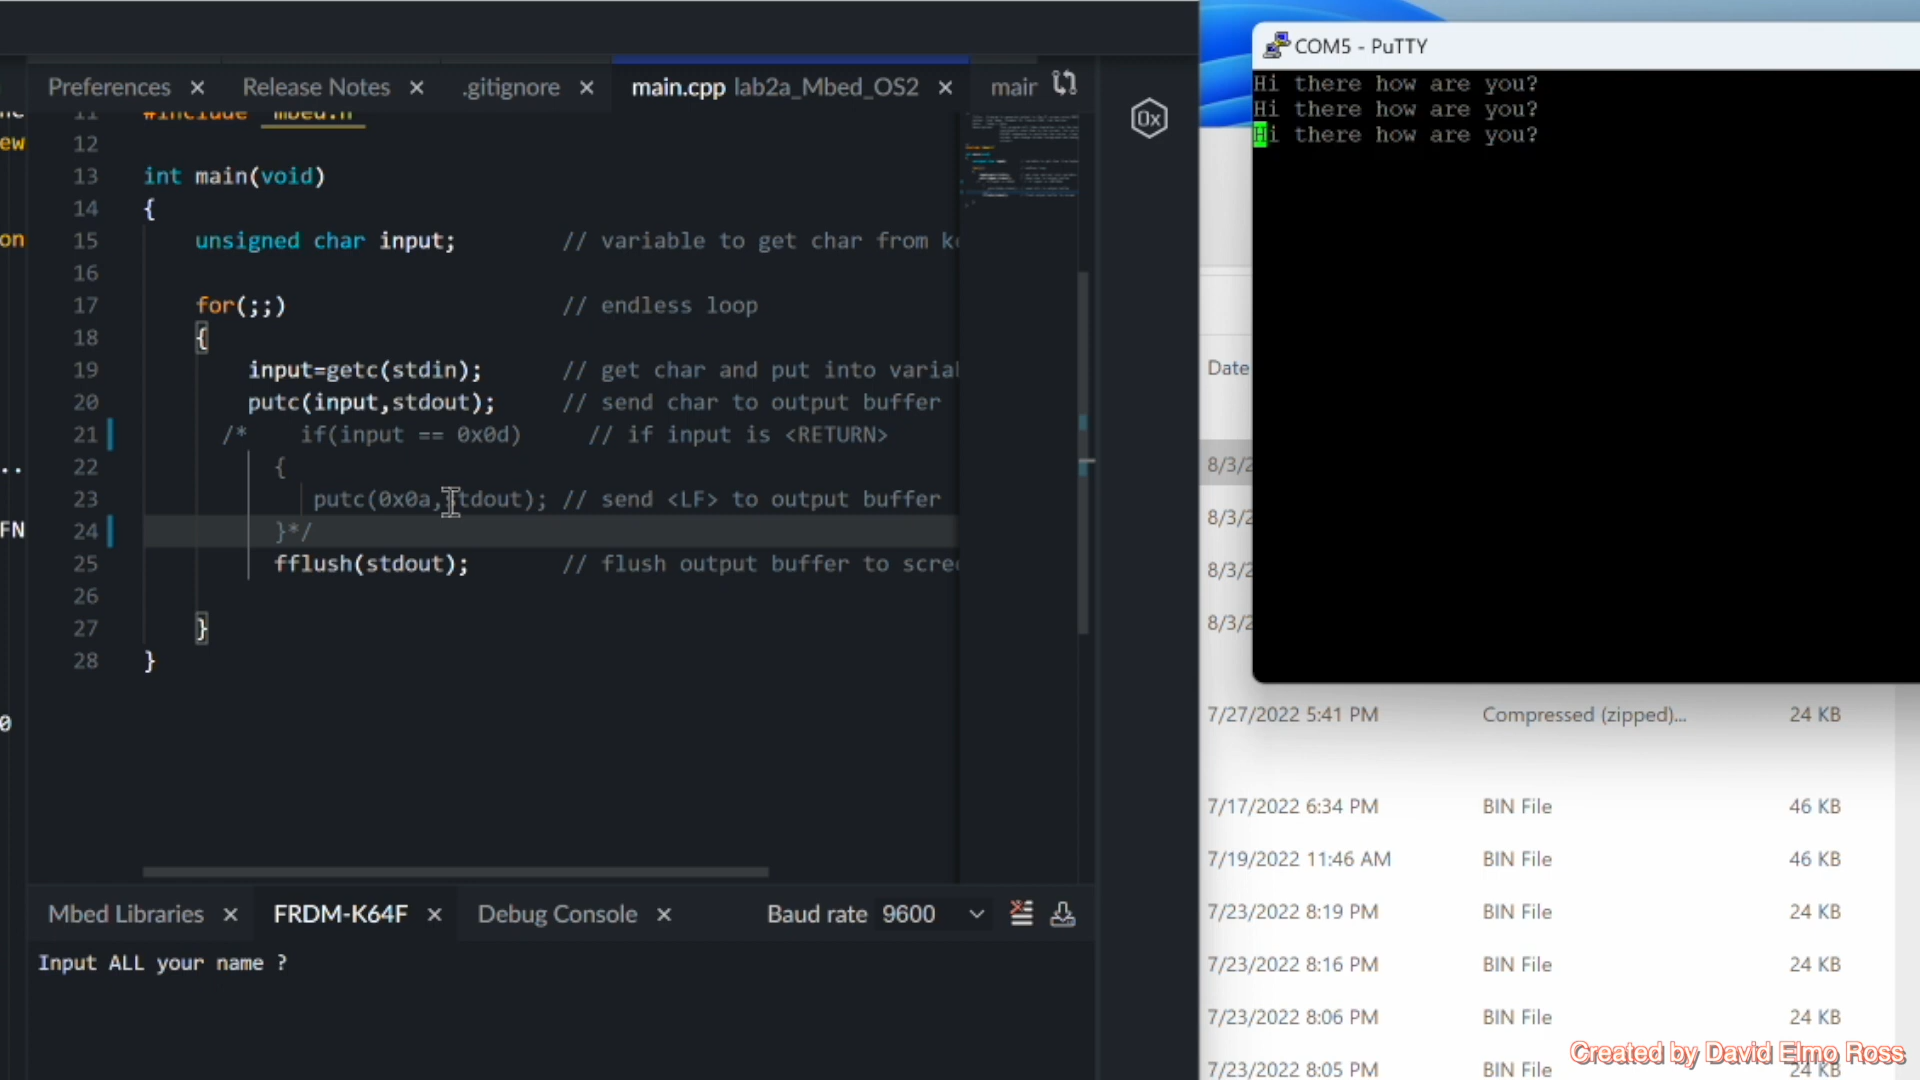 Preferences × Release Notes × .gitignore × main.cpp lab2a_Mbed_OS2 × mair
11 #include "mbed.h"
12
13 int main(void)
14 {
15 unsigned char input; // variable to get char from ke
16
17 for(;;) // endless loop
18 {
19 input=getc(stdin); // get char and put into varial
20 putc(input,stdout); // send char to output buffer
21 /* if(input == 0x0d) // if input is <RETURN>
22 {
23 putc(0x0a,stdout); // send <LF> to output buffer
24 }*/
25 fflush(stdout); // flush output buffer to scree
26
27 }
28 }
ew
on
..
FN
0
0x
Mbed Libraries × FRDM-K64F × Debug Console × Baud rate 9600
Input ALL your name ?
COM5 - PuTTY
Hi there how are you?
Hi there how are you?
Hi there how are you?
Date
8/3/2
8/3/2
8/3/2
8/3/2
7/27/2022 5:41 PM Compressed (zipped)... 24 KB
7/17/2022 6:34 PM BIN File 46 KB
7/19/2022 11:46 AM BIN File 46 KB
7/23/2022 8:19 PM BIN File 24 KB
7/23/2022 8:16 PM BIN File 24 KB
7/23/2022 8:06 PM BIN File 24 KB
7/23/2022 8:05 PM BIN File 24 KB
Created by David Elmo Ross